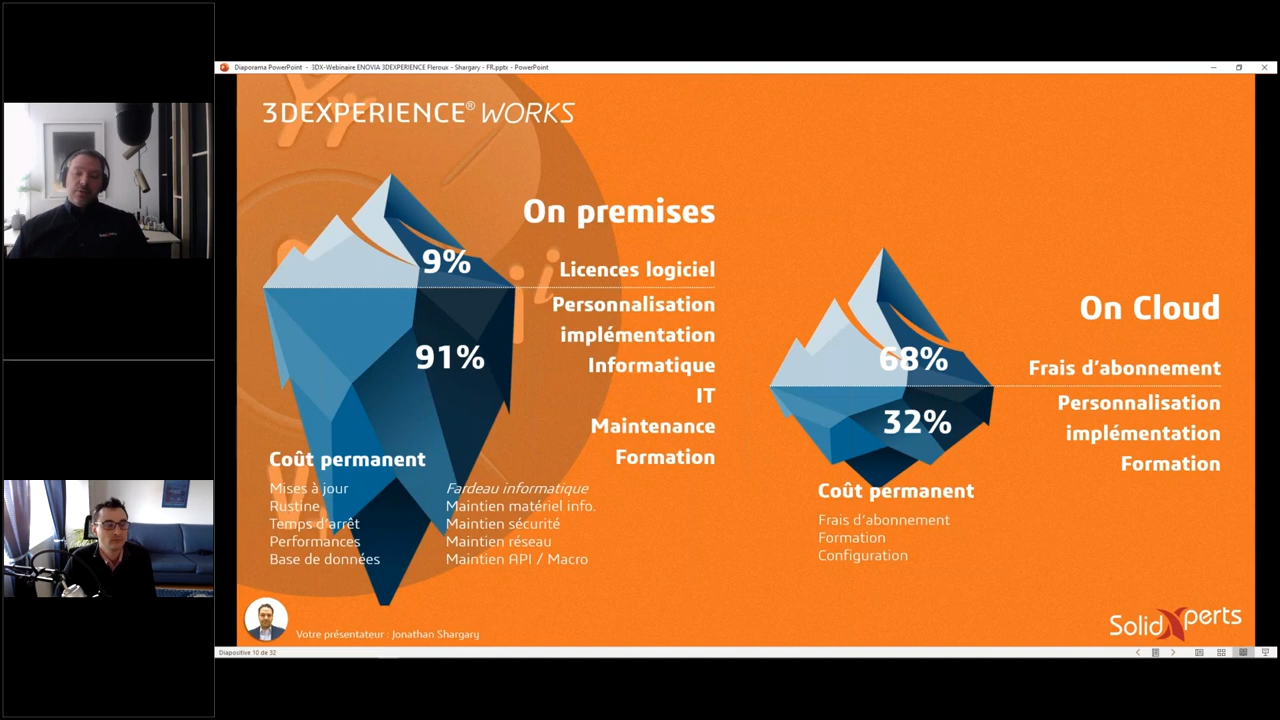 Diaporama PowerPoint - 3DX-Webinaire ENOVIA 3DEXPERIENCE Fleroux - Shargary - FR.pptx - PowerPoint
3DEXPERIENCE® WORKS
On premises
9%
Licences logiciel
91%
Personnalisation
implémentation
Informatique
IT
Maintenance
Formation
Coût permanent
Mises à jour
Rustine
Temps d'arrêt
Performances
Base de données
Fardeau informatique
Maintien matériel info.
Maintien sécurité
Maintien réseau
Maintien API / Macro
On Cloud
68%
Frais d'abonnement
32%
Personnalisation
implémentation
Formation
Coût permanent
Frais d'abonnement
Formation
Configuration
Votre présentateur : Jonathan Shargary
SolidXperts
Diapositive 10 de 32